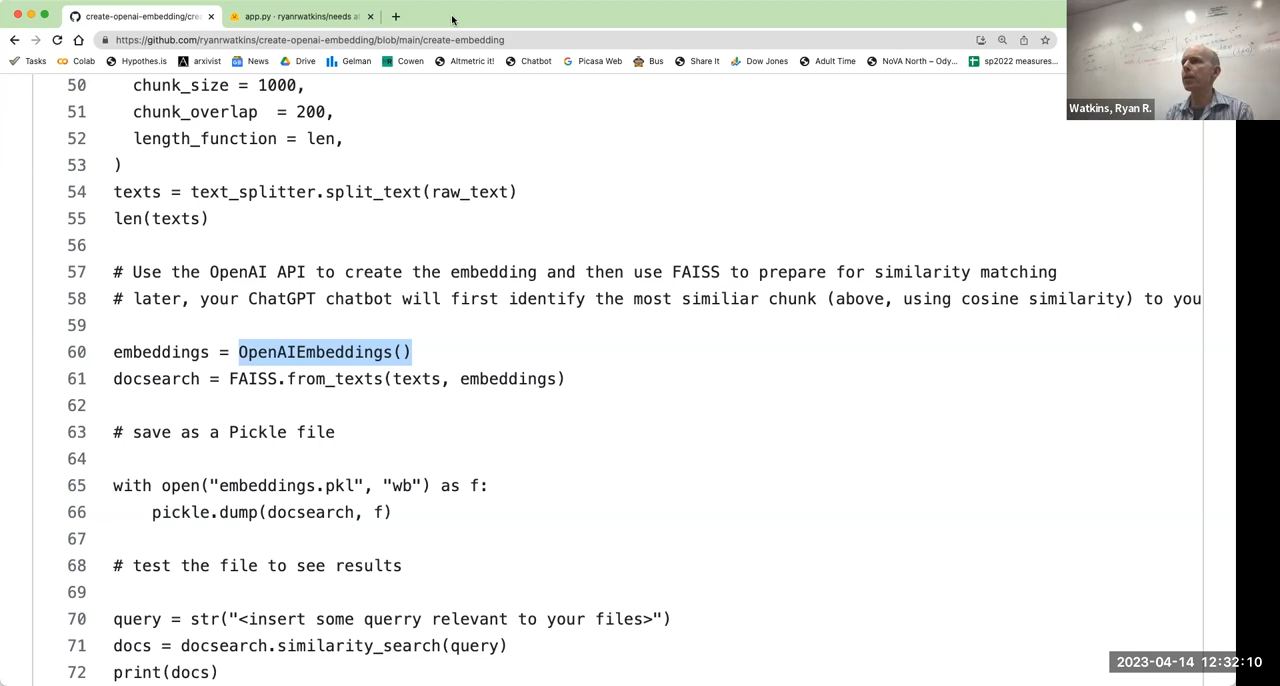 create-openai-embedding/crea
app.py · ryanrwatkins/needs at
https://github.com/ryanrwatkins/create-openai-embedding/blob/main/create-embedding
Tasks Colab Hypothes.is arxivist News Drive Gelman Cowen Altmetric it! Chatbot Picasa Web Bus Share It Dow Jones Adult Time NoVA North – Ody... sp2022 measures...
Watkins, Ryan R.
50 chunk_size = 1000,
51 chunk_overlap  = 200,
52 length_function = len,
53 )
54 texts = text_splitter.split_text(raw_text)
55 len(texts)
56
57 # Use the OpenAI API to create the embedding and then use FAISS to prepare for similarity matching
58 # later, your ChatGPT chatbot will first identify the most similiar chunk (above, using cosine similarity) to you
59
60 embeddings = OpenAIEmbeddings()
61 docsearch = FAISS.from_texts(texts, embeddings)
62
63 # save as a Pickle file
64
65 with open("embeddings.pkl", "wb") as f:
66 pickle.dump(docsearch, f)
67
68 # test the file to see results
69
70 query = str("<insert some querry relevant to your files>")
71 docs = docsearch.similarity_search(query)
72 print(docs)
2023-04-14 12:32:10